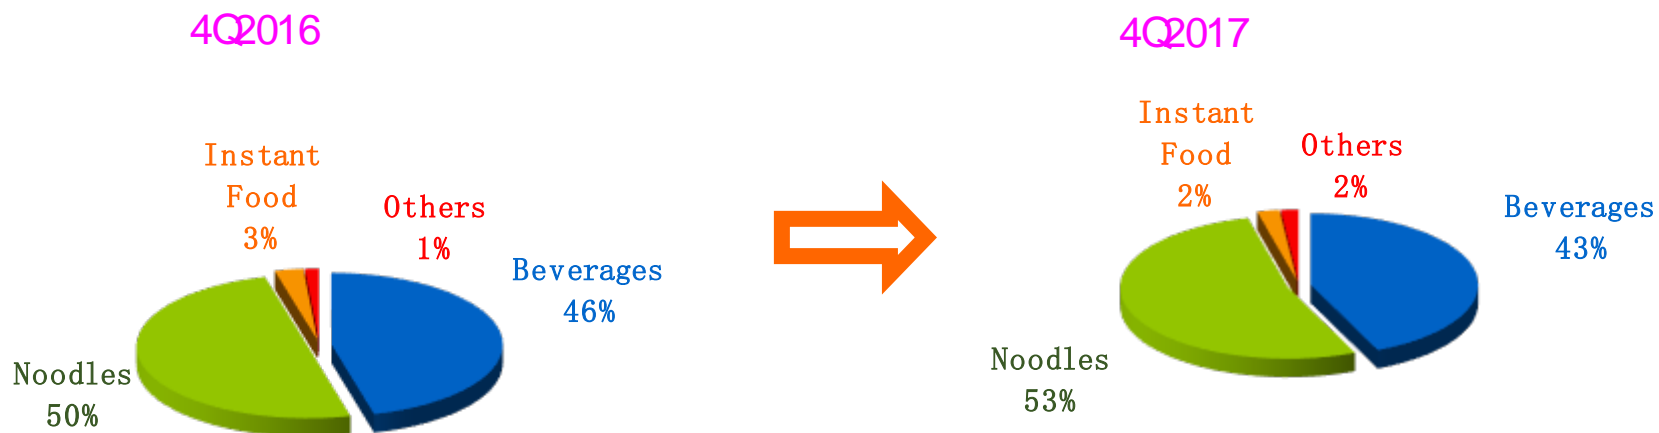 4Q2016
Instant
Food
3%
Others
1%
Beverages
46%
Noodles
50%
4Q2017
Instant
Food
2%
Others
2%
Beverages
43%
Noodles
53%